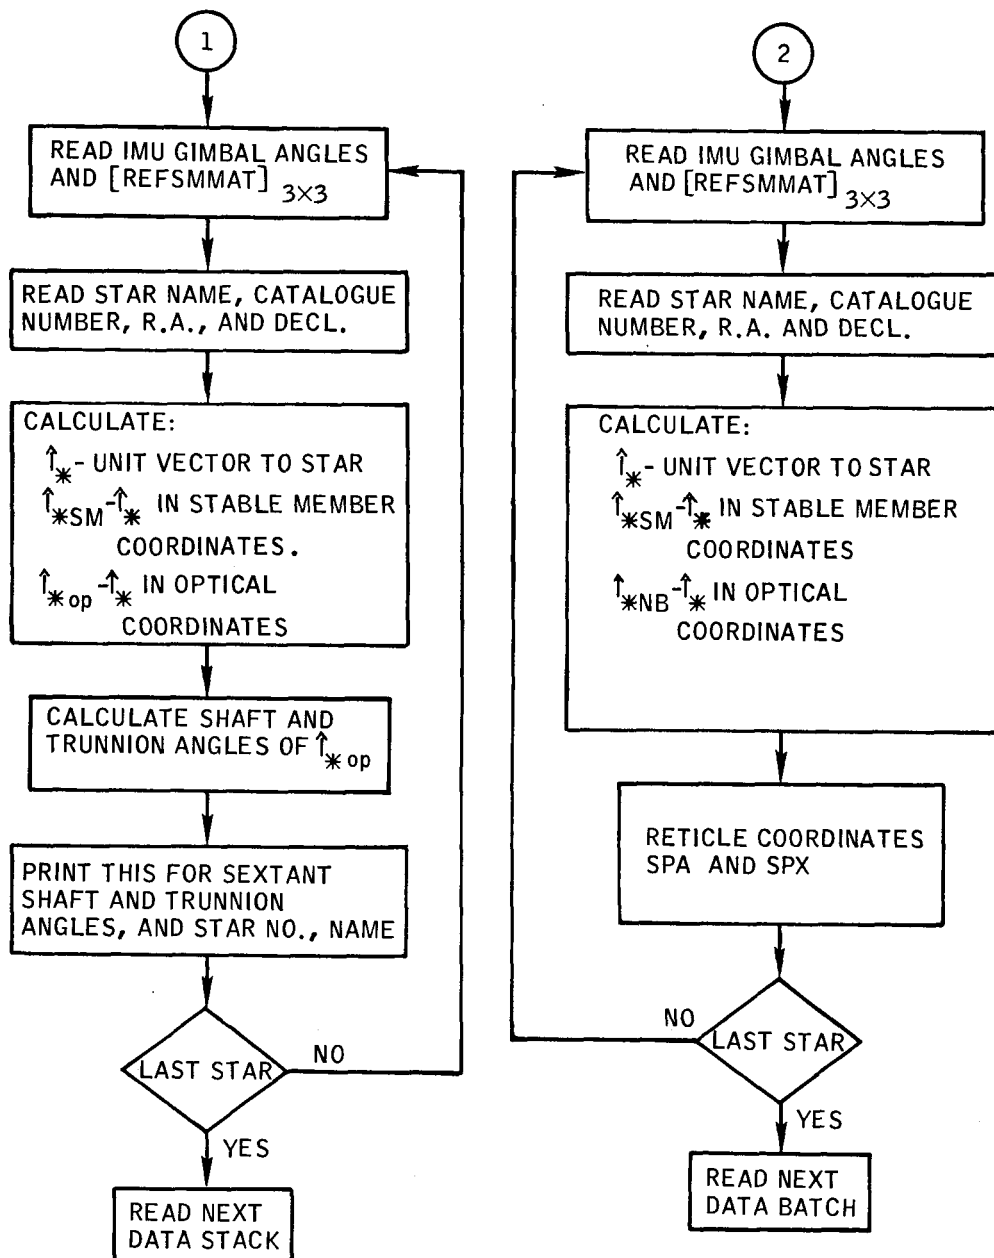 1
READ IMU GIMBAL ANGLES
AND [REFSMMAT] 3×3
READ STAR NAME, CATALOGUE
NUMBER, R.A., AND DECL.
CALCULATE:
↑* - UNIT VECTOR TO STAR
↑*SM - ↑* IN STABLE MEMBER
COORDINATES.
↑*op - ↑* IN OPTICAL
COORDINATES
CALCULATE SHAFT AND
TRUNNION ANGLES OF ↑*op
PRINT THIS FOR SEXTANT
SHAFT AND TRUNNION
ANGLES, AND STAR NO., NAME
LAST STAR
NO
YES
READ NEXT
DATA STACK
2
READ IMU GIMBAL ANGLES
AND [REFSMMAT] 3×3
READ STAR NAME, CATALOGUE
NUMBER, R.A. AND DECL.
CALCULATE:
↑* - UNIT VECTOR TO STAR
↑*SM - ↑* IN STABLE MEMBER
COORDINATES
↑*NB - ↑* IN OPTICAL
COORDINATES
RETICLE COORDINATES
SPA AND SPX
NO
LAST STAR
YES
READ NEXT
DATA BATCH